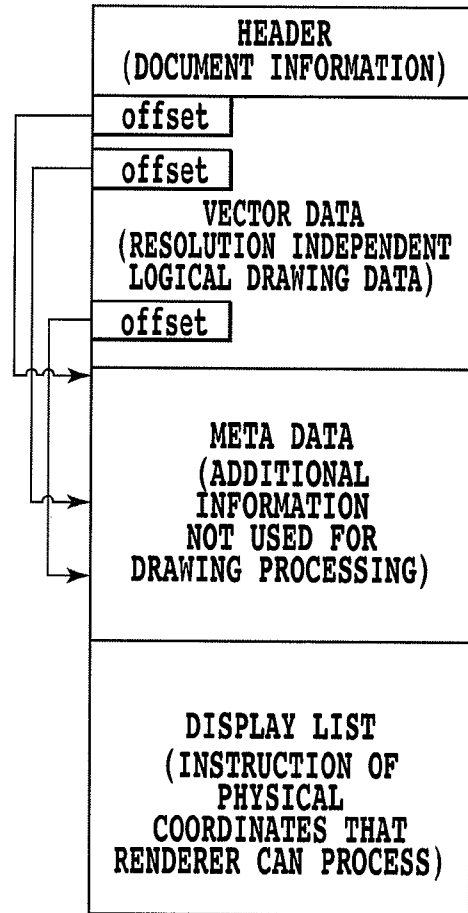 HEADER
(DOCUMENT INFORMATION)
offset
offset
VECTOR DATA
(RESOLUTION INDEPENDENT
LOGICAL DRAWING DATA)
offset
META DATA
(ADDITIONAL
INFORMATION
NOT USED FOR
DRAWING PROCESSING)
DISPLAY LIST
(INSTRUCTION OF
PHYSICAL
COORDINATES THAT
RENDERER CAN PROCESS)